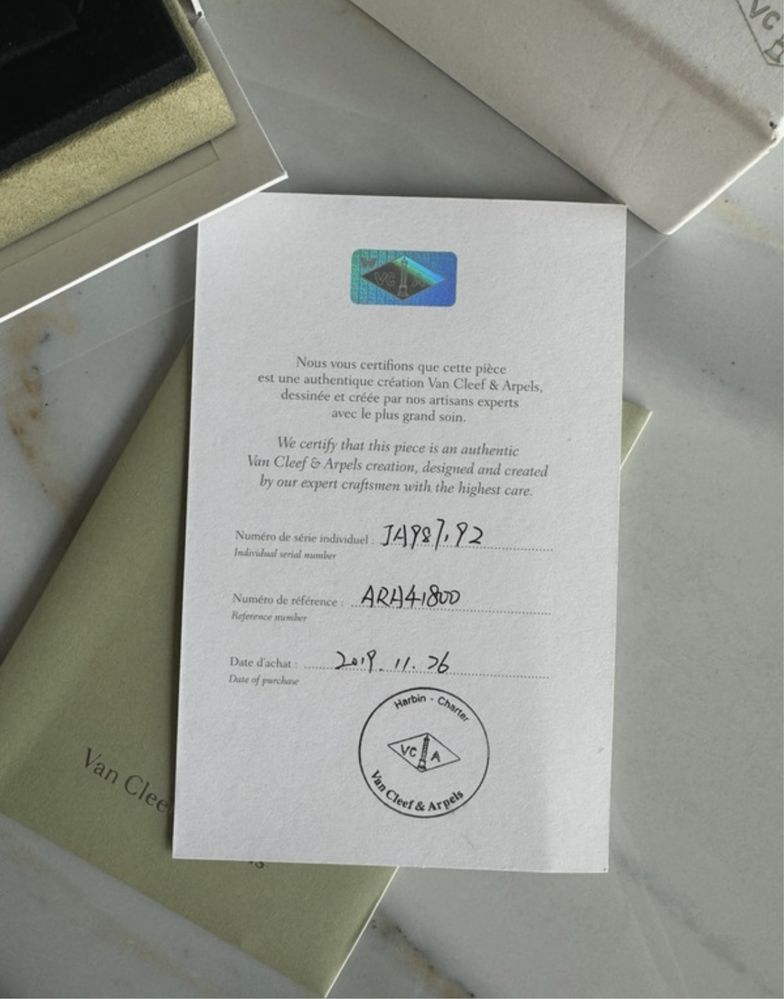 VC
W
VC A
Nous vous certifions que cette pièce
est une authentique création Van Cleef & Arpels,
dessinée et créée par nos artisans experts
avec le plus grand soin.
We certify that this piece is an authentic
Van Cleef & Arpels creation, designed and created
by our expert craftsmen with the highest care.
Numéro de série individuel : JA987.92
Individual serial number
Numéro de référence : ARH41800
Reference number
Date d'achat : 2019.11.26
Date of purchase
Harbin - Charter
VC A
Van Cleef & Arpels
Van Clee